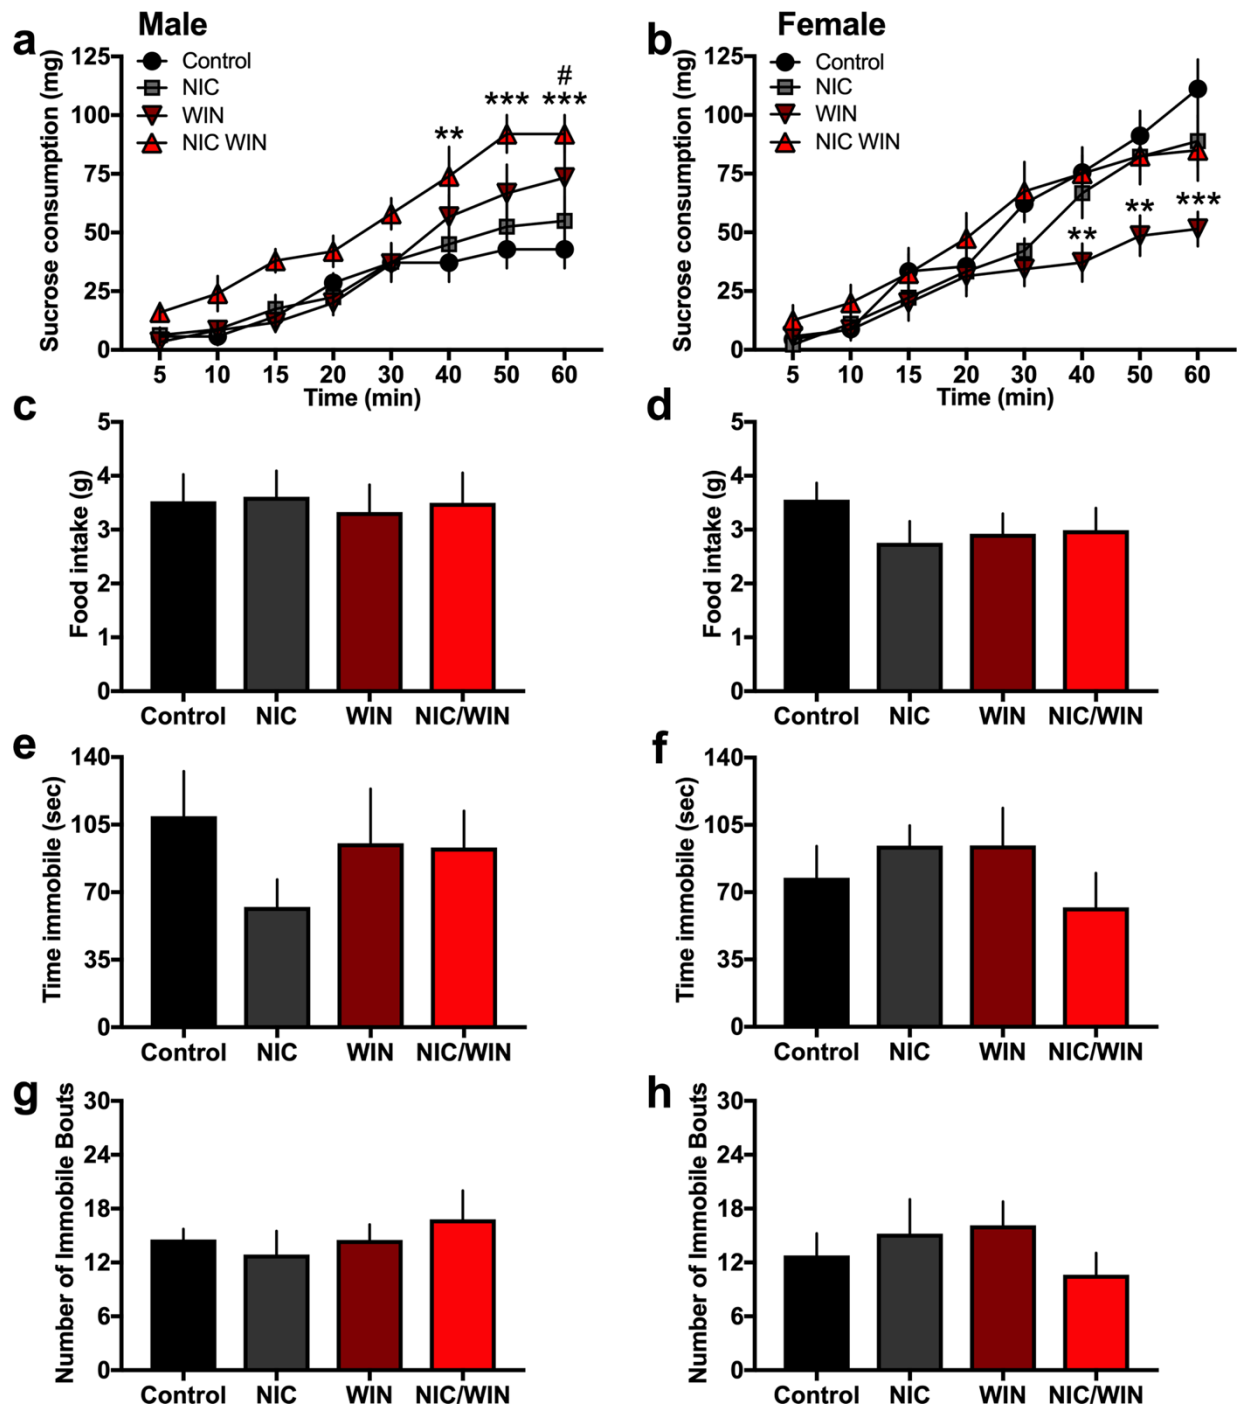 Male
a
Sucrose consumption (mg)
125
100
75
50
25
0
Control
NIC
WIN
NIC WIN
**
***
#
***
5 10 15 20 30 40 50 60
Time (min)
Female
b
Sucrose consumption (mg)
125
100
75
50
25
0
Control
NIC
WIN
NIC WIN
**
**
***
5 10 15 20 30 40 50 60
Time (min)
c
Food intake (g)
5
4
3
2
1
0
Control NIC WIN NIC/WIN
d
Food intake (g)
5
4
3
2
1
0
Control NIC WIN NIC/WIN
e
Time immobile (sec)
140
105
70
35
0
Control NIC WIN NIC/WIN
f
Time immobile (sec)
140
105
70
35
0
Control NIC WIN NIC/WIN
g
Number of Immobile Bouts
30
24
18
12
6
0
Control NIC WIN NIC/WIN
h
Number of Immobile Bouts
30
24
18
12
6
0
Control NIC WIN NIC/WIN